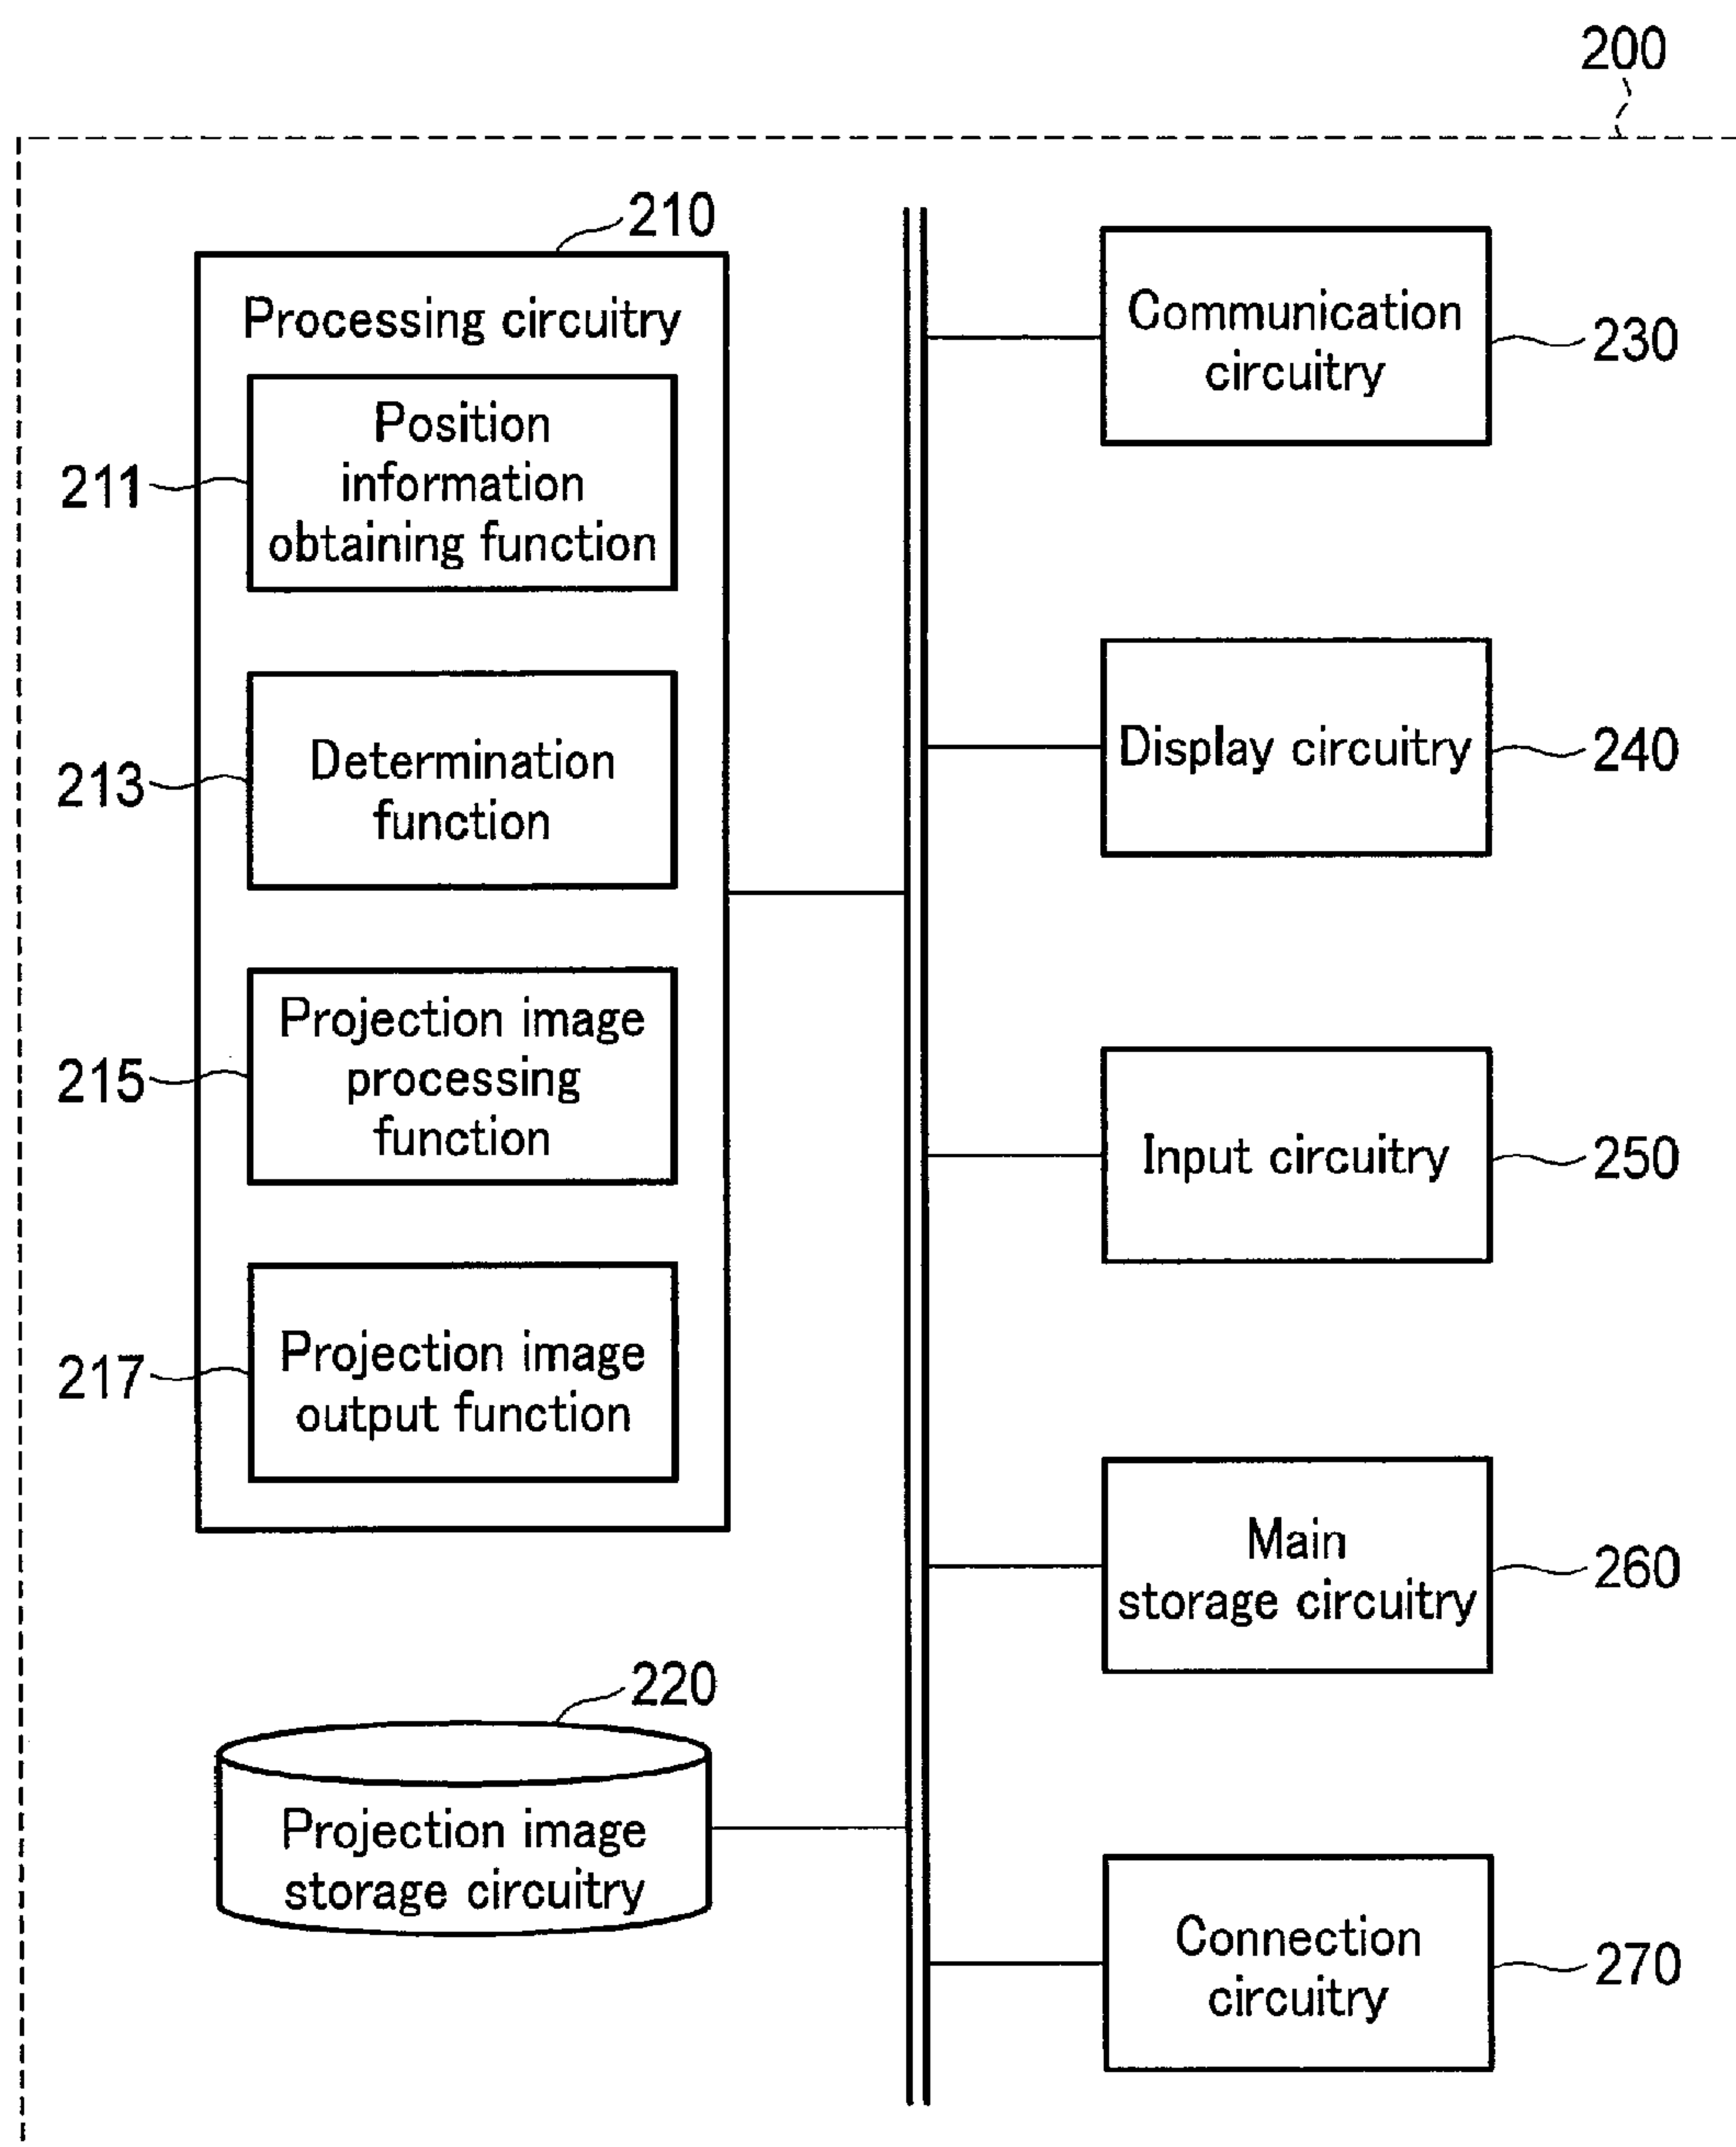 200
210
Processing circuitry
Position
information
obtaining function
211
Determination
function
213
Projection image
processing
function
215
Projection image
output function
217
220
Projection image
storage circuitry
Communication
circuitry
230
Display circuitry
240
Input circuitry
250
Main
storage circuitry
260
Connection
circuitry
270